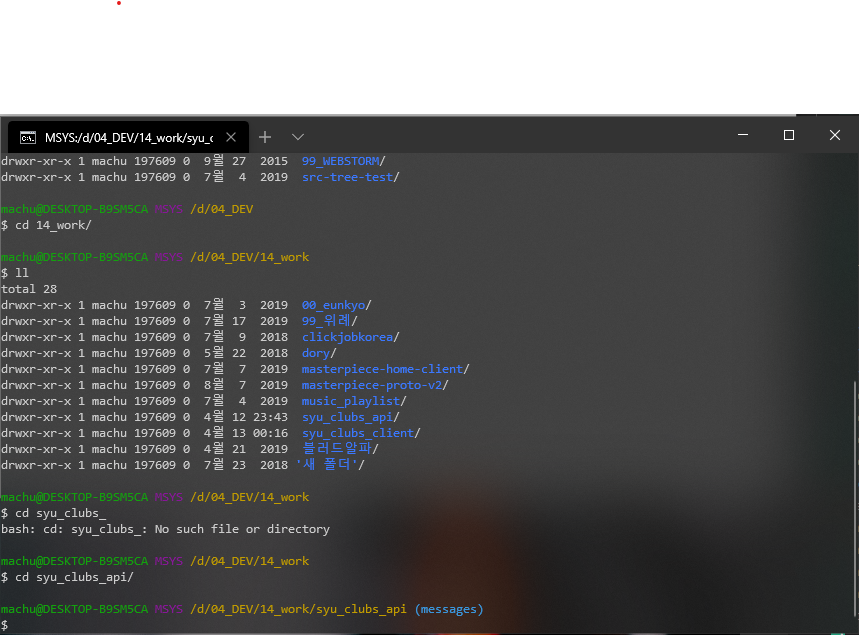 MSYS:/d/04_DEV/14_work/syu_c
drwxr-xr-x 1 machu 197609 0  9월 27  2015  99_WEBSTORM/
drwxr-xr-x 1 machu 197609 0  7월  4  2019  src-tree-test/
machu@DESKTOP-B9SM5CA MSYS /d/04_DEV
$ cd 14_work/
machu@DESKTOP-B9SM5CA MSYS /d/04_DEV/14_work
$ ll
total 28
drwxr-xr-x 1 machu 197609 0  7월  3  2019  00_eunkyo/
drwxr-xr-x 1 machu 197609 0  7월 17  2019  99_위례/
drwxr-xr-x 1 machu 197609 0  7월  9  2018  clickjobkorea/
drwxr-xr-x 1 machu 197609 0  5월 22  2018  dory/
drwxr-xr-x 1 machu 197609 0  7월  7  2019  masterpiece-home-client/
drwxr-xr-x 1 machu 197609 0  8월  7  2019  masterpiece-proto-v2/
drwxr-xr-x 1 machu 197609 0  7월  4  2019  music_playlist/
drwxr-xr-x 1 machu 197609 0  4월 12 23:43  syu_clubs_api/
drwxr-xr-x 1 machu 197609 0  4월 13 00:16  syu_clubs_client/
drwxr-xr-x 1 machu 197609 0  4월 21  2019  블러드알파/
drwxr-xr-x 1 machu 197609 0  7월 23  2018 '새 폴더'/
machu@DESKTOP-B9SM5CA MSYS /d/04_DEV/14_work
$ cd syu_clubs_
bash: cd: syu_clubs_: No such file or directory
machu@DESKTOP-B9SM5CA MSYS /d/04_DEV/14_work
$ cd syu_clubs_api/
machu@DESKTOP-B9SM5CA MSYS /d/04_DEV/14_work/syu_clubs_api (messages)
$